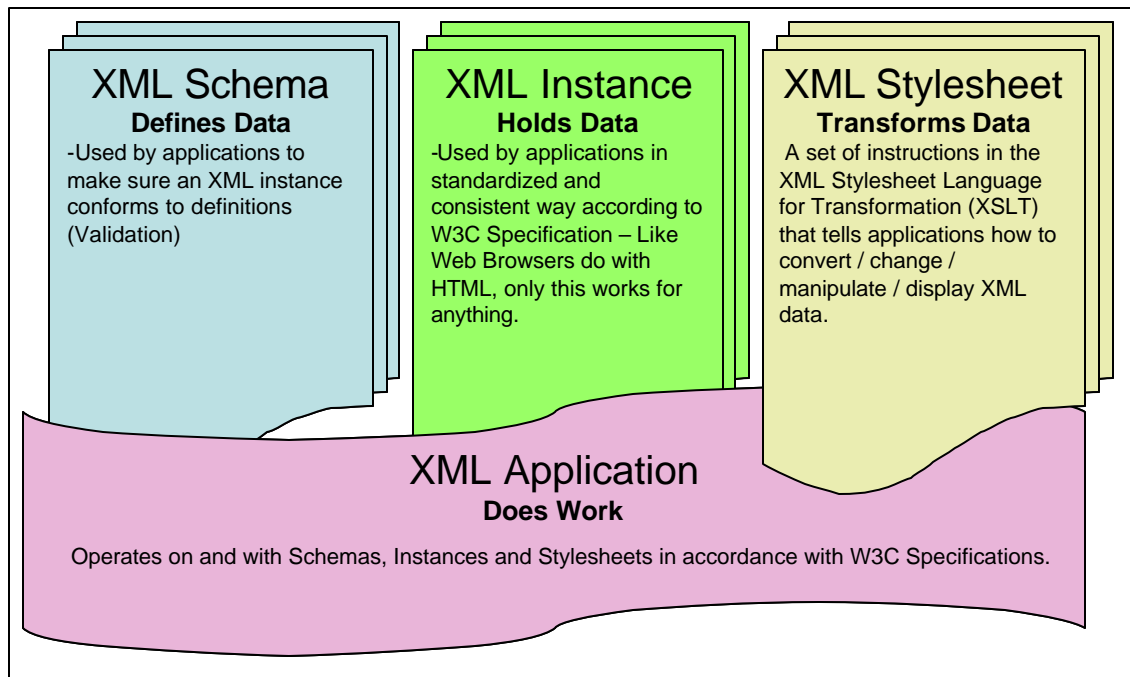 XML Schema
Defines Data
-Used by applications to
make sure an XML instance
conforms to definitions
(Validation)
XML Instance
Holds Data
-Used by applications in
standardized and
consistent way according to
W3C Specification – Like
Web Browsers do with
HTML, only this works for
anything.
XML Stylesheet
Transforms Data
A set of instructions in the
XML Stylesheet Language
for Transformation (XSLT)
that tells applications how to
convert / change /
manipulate / display XML
data.
XML Application
Does Work
Operates on and with Schemas, Instances and Stylesheets in accordance with W3C Specifications.